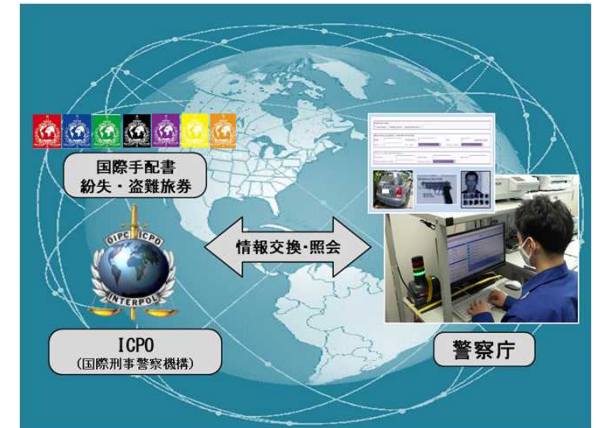 国際手配書
紛失・盗難旅券
OIPC ICPO
INTERPOL
情報交換・照会
ICPO
(国際刑事警察機構)
警察庁